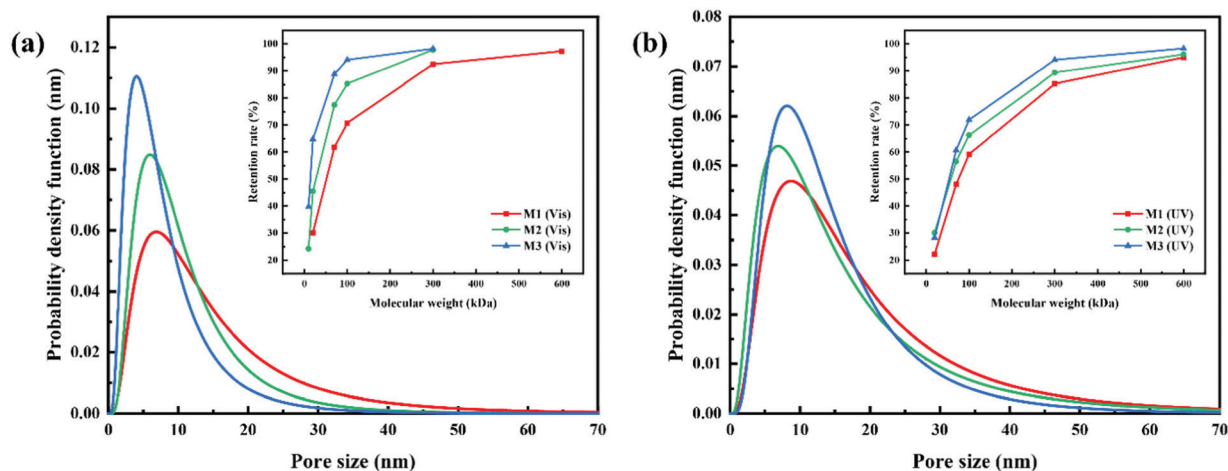 (a)
Probability density function (nm)
0.12
0.10
0.08
0.06
0.04
0.02
0.00
0 10 20 30 40 50 60 70
Pore size (nm)
Retention rate (%)
100
90
80
70
60
50
40
30
20
0 100 200 300 400 500 600
Molecular weight (kDa)
M1 (Vis)
M2 (Vis)
M3 (Vis)
(b)
Probability density function (nm)
0.08
0.07
0.06
0.05
0.04
0.03
0.02
0.01
0.00
0 10 20 30 40 50 60 70
Pore size (nm)
Retention rate (%)
100
90
80
70
60
50
40
30
20
0 100 200 300 400 500 600
Molecular weight (kDa)
M1 (UV)
M2 (UV)
M3 (UV)